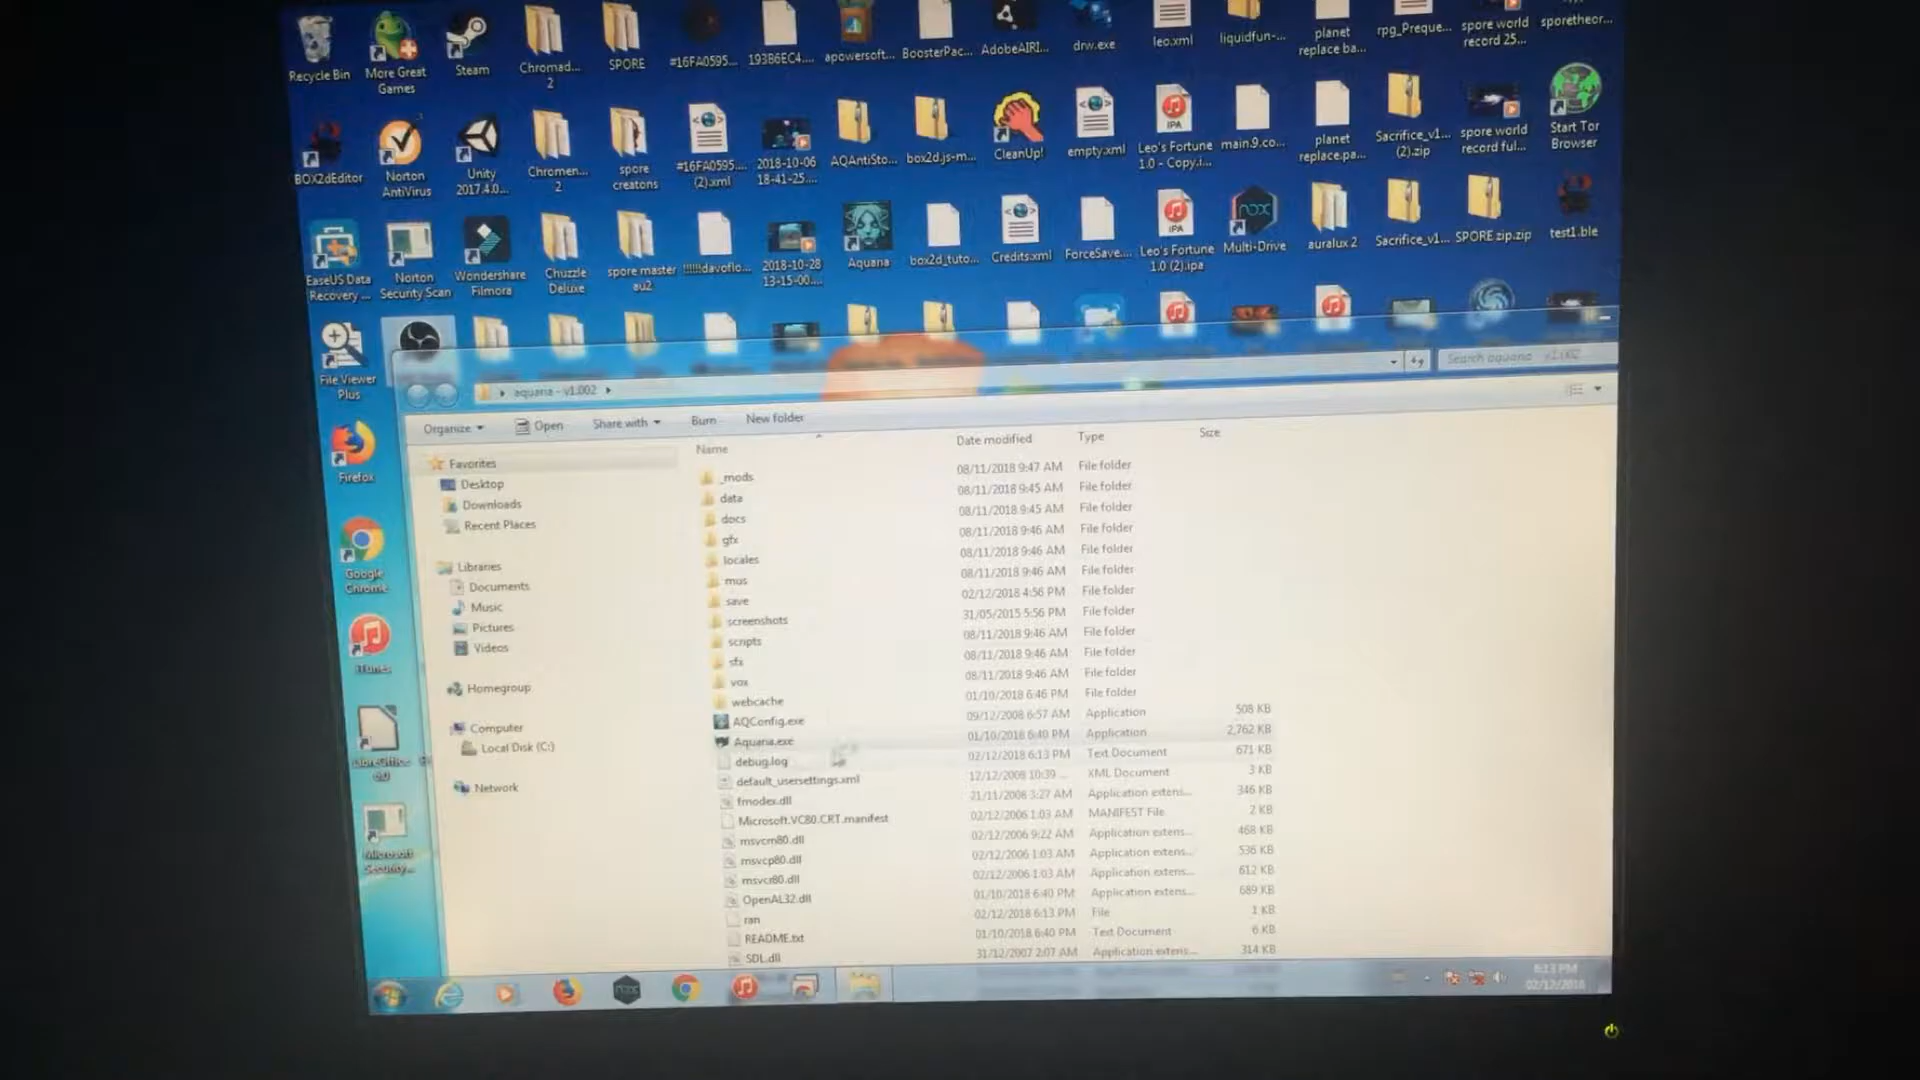 Recycle Bin
More Great Games
Steam
Chromad... 2
SPORE
#16FA0595...
193B6EC4....
apowersoft...
BoosterPac...
AdobeAIRI...
drw.exe
leo.xml
liquidfun-...
planet replace ba...
rpg_Preque...
spore world record 25...
sporetheor...
BOX2dEditor
Norton AntiVirus
Unity 2017.4.0...
Chromen... 2
spore creatons
#16FA0595... (2).xml
2018-10-06 18-41-25....
AQAntiSto...
box2d.js-m...
CleanUp!
empty.xml
IPA
Leo's Fortune 1.0 - Copy.i...
main.9.co...
planet replace.pa...
Sacrifice_v1... (2).zip
spore world record ful...
Start Tor Browser
EaseUS Data Recovery ...
Norton Security Scan
Wondershare Filmora
Chuzzle Deluxe
spore master au2
!!!!!!davoflo...
2018-10-28 13-15-00....
Aquaria
box2d_tuto...
Credits.xml
ForceSave....
IPA
Leo's Fortune 1.0 (2).ipa
nox
Multi-Drive
auralux 2
Sacrifice_v1...
SPORE zip.zip
test1.ble
File Viewer Plus
Firefox
Google Chrome
iTunes
LibreOffice 6.0
Microsoft Security...
aquaria - v1.002
Search aquaria - v1.002
Organize
Open
Share with
Burn
New folder
Favorites
Desktop
Downloads
Recent Places
Libraries
Documents
Music
Pictures
Videos
Homegroup
Computer
Local Disk (C:)
Network
Name Date modified Type Size
_mods 08/11/2018 9:47 AM File folder
data 08/11/2018 9:45 AM File folder
docs 08/11/2018 9:45 AM File folder
gfx 08/11/2018 9:46 AM File folder
locales 08/11/2018 9:46 AM File folder
mus 08/11/2018 9:46 AM File folder
save 02/12/2018 4:56 PM File folder
screenshots 31/05/2015 5:56 PM File folder
scripts 08/11/2018 9:46 AM File folder
sfx 08/11/2018 9:46 AM File folder
vox 08/11/2018 9:46 AM File folder
webcache 01/10/2018 6:46 PM File folder
AQConfig.exe 09/12/2008 6:57 AM Application 508 KB
Aquaria.exe 01/10/2018 6:40 PM Application 2,762 KB
debug.log 02/12/2018 6:13 PM Text Document 671 KB
default_usersettings.xml 12/12/2008 10:39 ... XML Document 3 KB
fmodex.dll 21/11/2008 3:27 AM Application extens... 346 KB
Microsoft.VC80.CRT.manifest 02/12/2006 1:03 AM MANIFEST File 2 KB
msvcm80.dll 02/12/2006 9:22 AM Application extens... 468 KB
msvcp80.dll 02/12/2006 1:03 AM Application extens... 536 KB
msvcr80.dll 02/12/2006 1:03 AM Application extens... 612 KB
OpenAL32.dll 01/10/2018 6:40 PM Application extens... 689 KB
ran 02/12/2018 6:13 PM File 1 KB
README.txt 01/10/2018 6:40 PM Text Document 6 KB
SDL.dll 31/12/2007 2:07 AM Application extens... 314 KB
nox
6:13 PM
02/12/2018